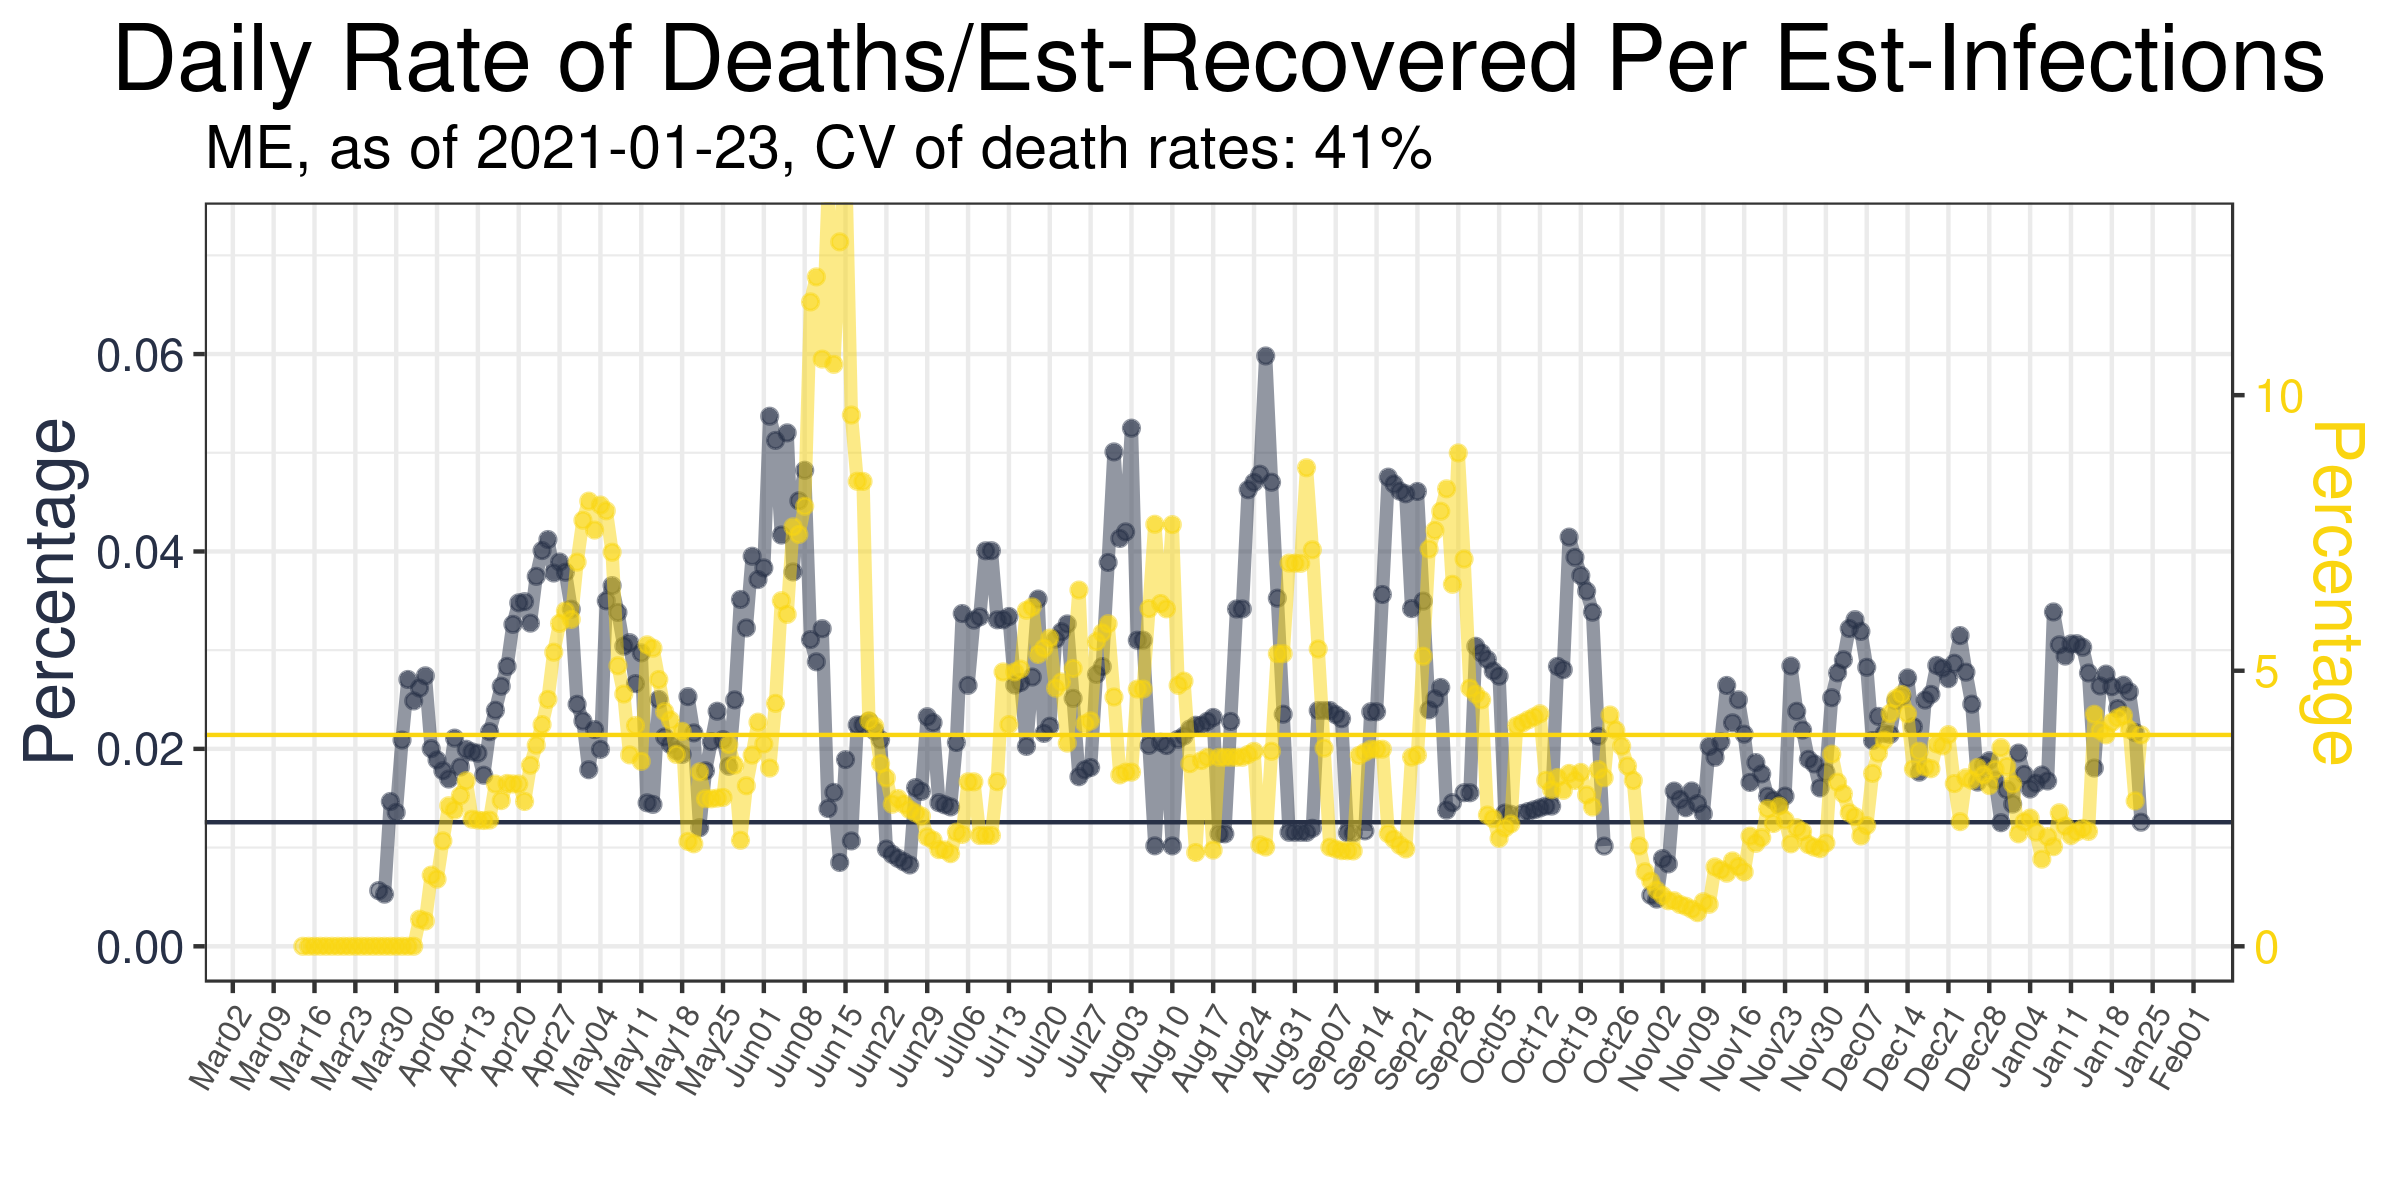 Daily Rate of Deaths/Est-Recovered Per Est-Infections
ME, as of 2021-01-23, CV of death rates: 41%
Percentage
0.06
0.04
0.02
0.00
10
5
0
Percentage
Mar02
Mar09
Mar16
Mar23
Mar30
Apr06
Apr13
Apr20
Apr27
May04
May11
May18
May25
Jun01
Jun08
Jun15
Jun22
Jun29
Jul06
Jul13
Jul20
Jul27
Aug03
Aug10
Aug17
Aug24
Aug31
Sep07
Sep14
Sep21
Sep28
Oct05
Oct12
Oct19
Oct26
Nov02
Nov09
Nov16
Nov23
Nov30
Dec07
Dec14
Dec21
Dec28
Jan04
Jan11
Jan18
Jan25
Feb01